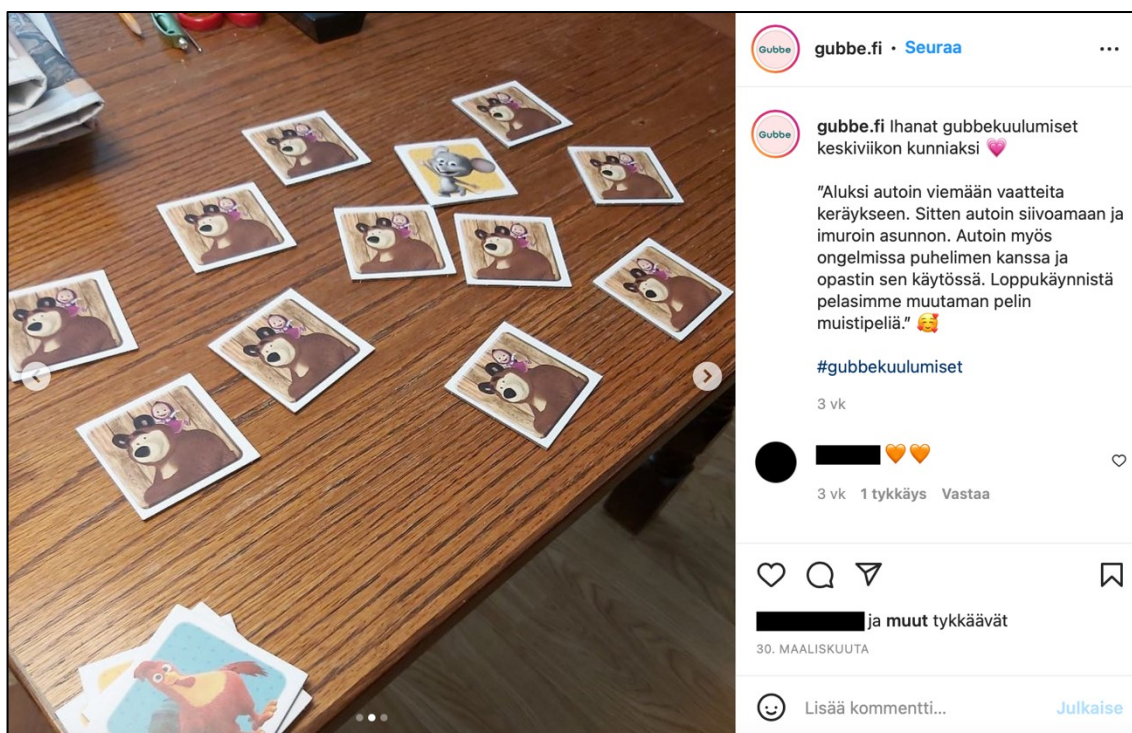 Gubbe
gubbe.fi • Seuraa
Gubbe
gubbe.fi Ihanat gubbekuulumiset
keskiviikon kunniaksi 💗
"Aluksi autoin viemään vaatteita
keräykseen. Sitten autoin siivoamaan ja
imuroin asunnon. Autoin myös
ongelmissa puhelimen kanssa ja
opastin sen käytössä. Loppukäynnistä
pelasimme muutaman pelin
muistipeliä." 🥰
#gubbekuulumiset
3 vk
🧡🧡
3 vk 1 tykkäys Vastaa
ja muut tykkäävät
30. MAALISKUUTA
Lisää kommentti... Julkaise